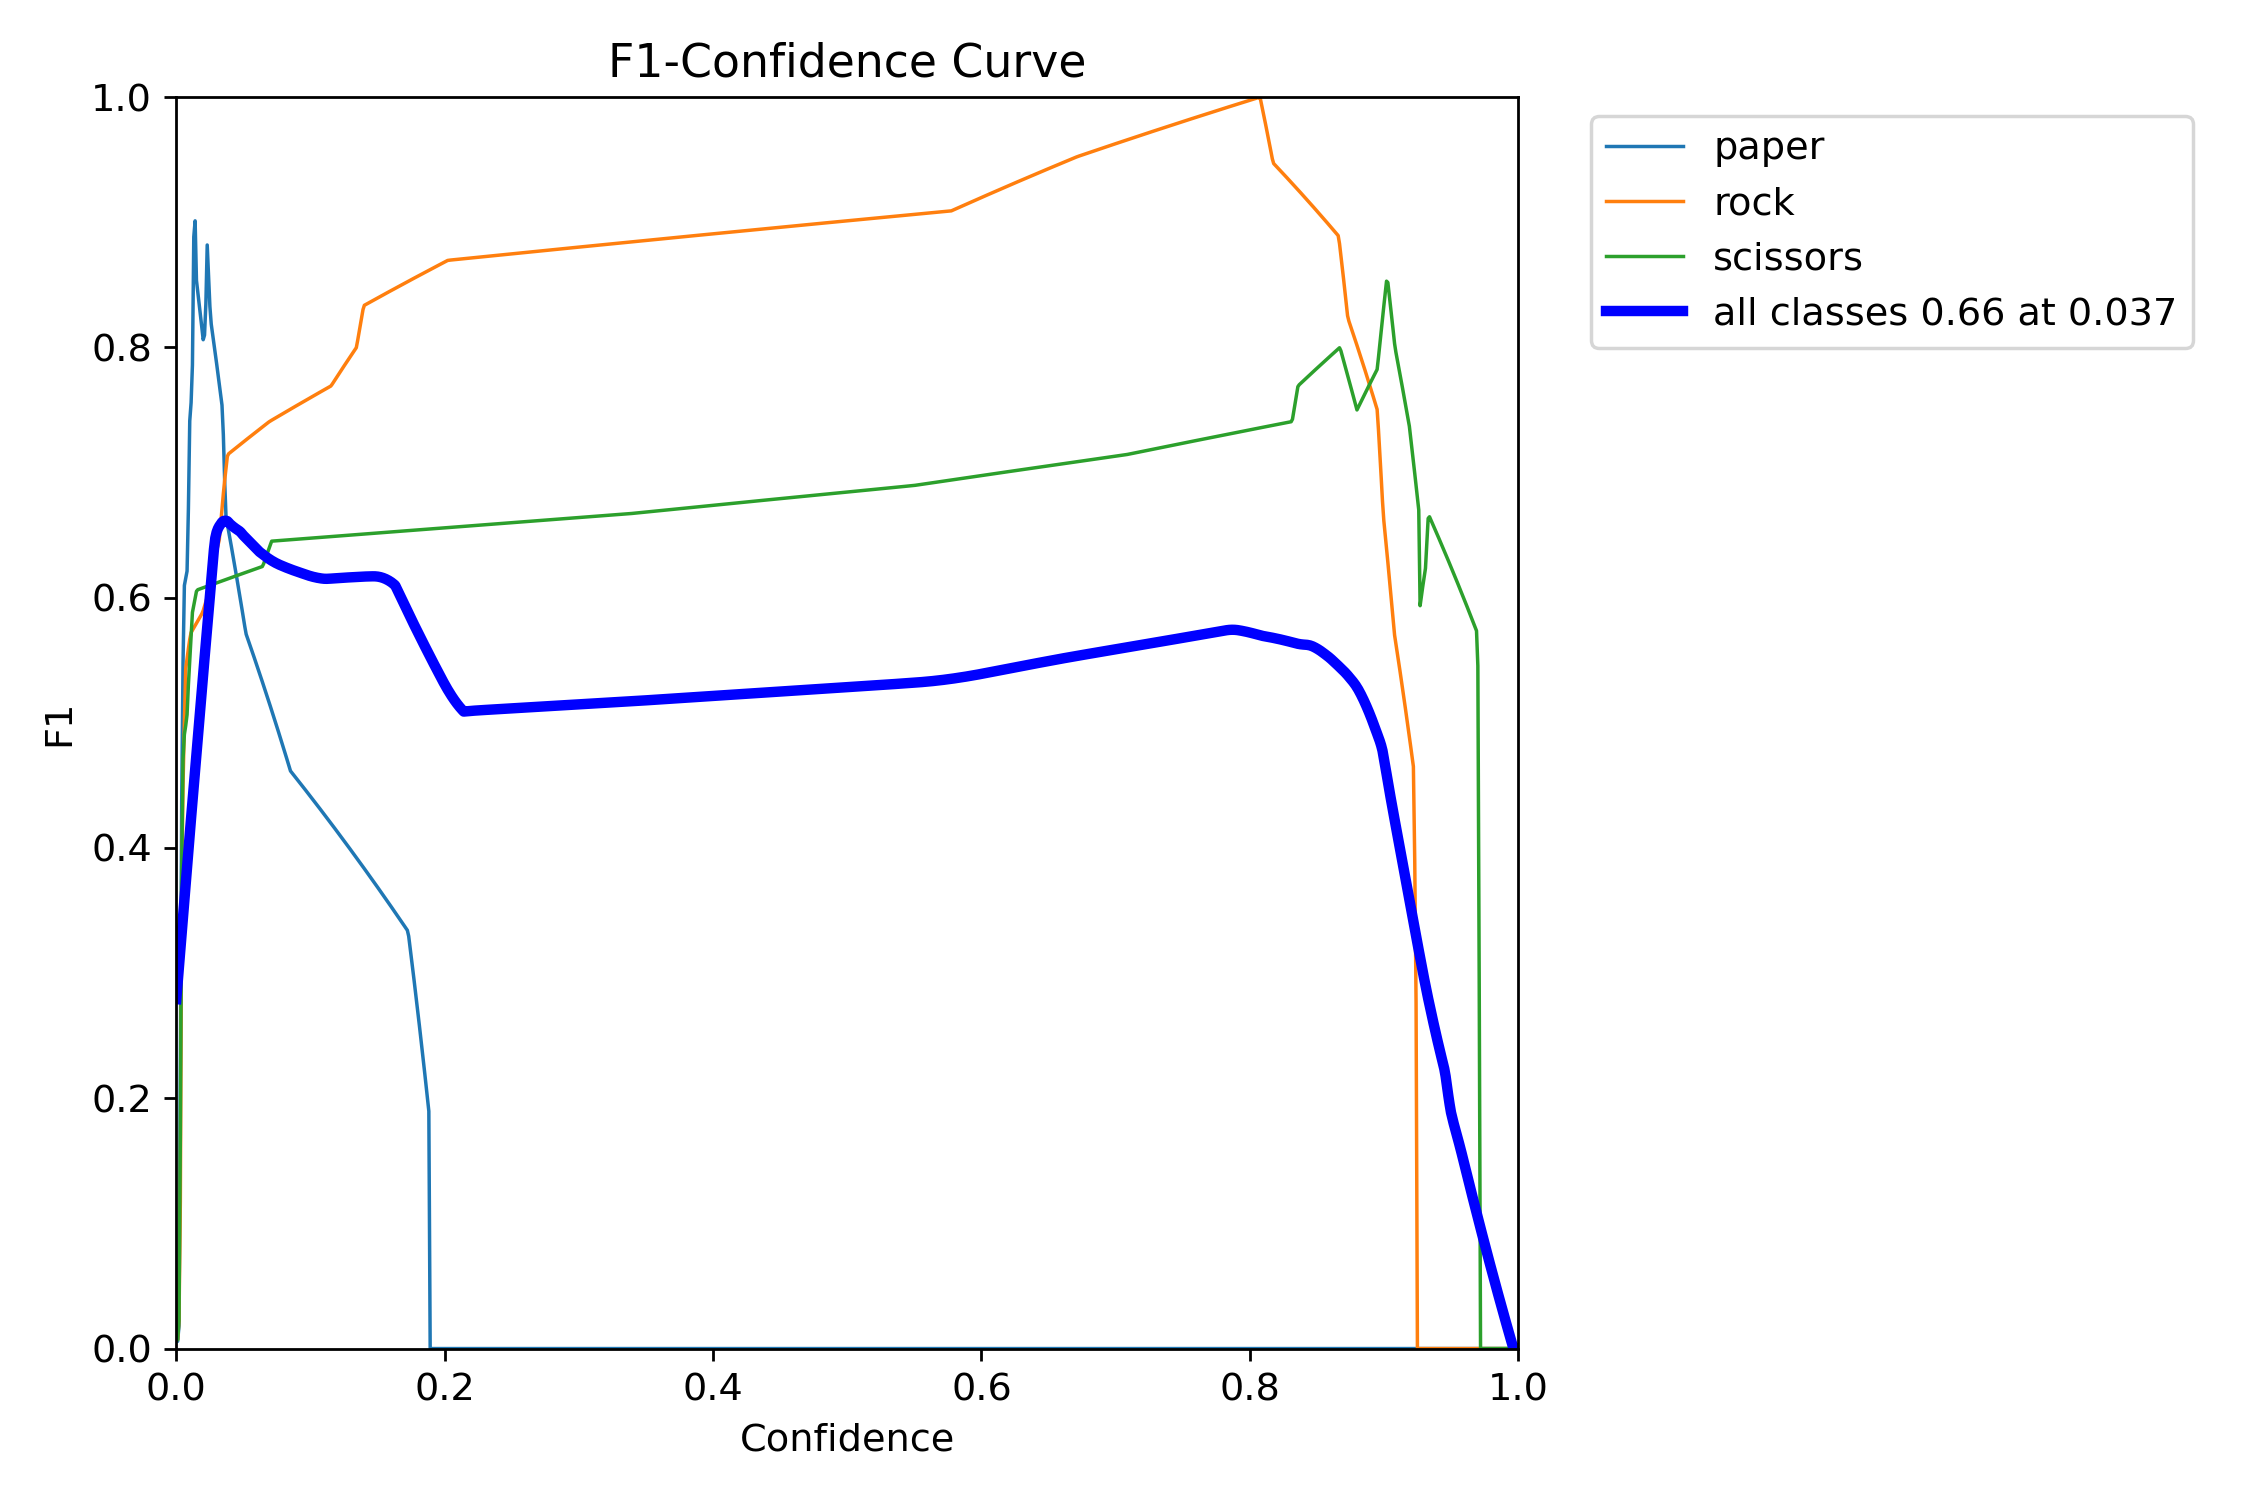 F1-Confidence Curve
1.0
0.8
0.6
0.4
0.2
0.0
F1
0.0 0.2 0.4 0.6 0.8 1.0
Confidence
paper
rock
scissors
all classes 0.66 at 0.037